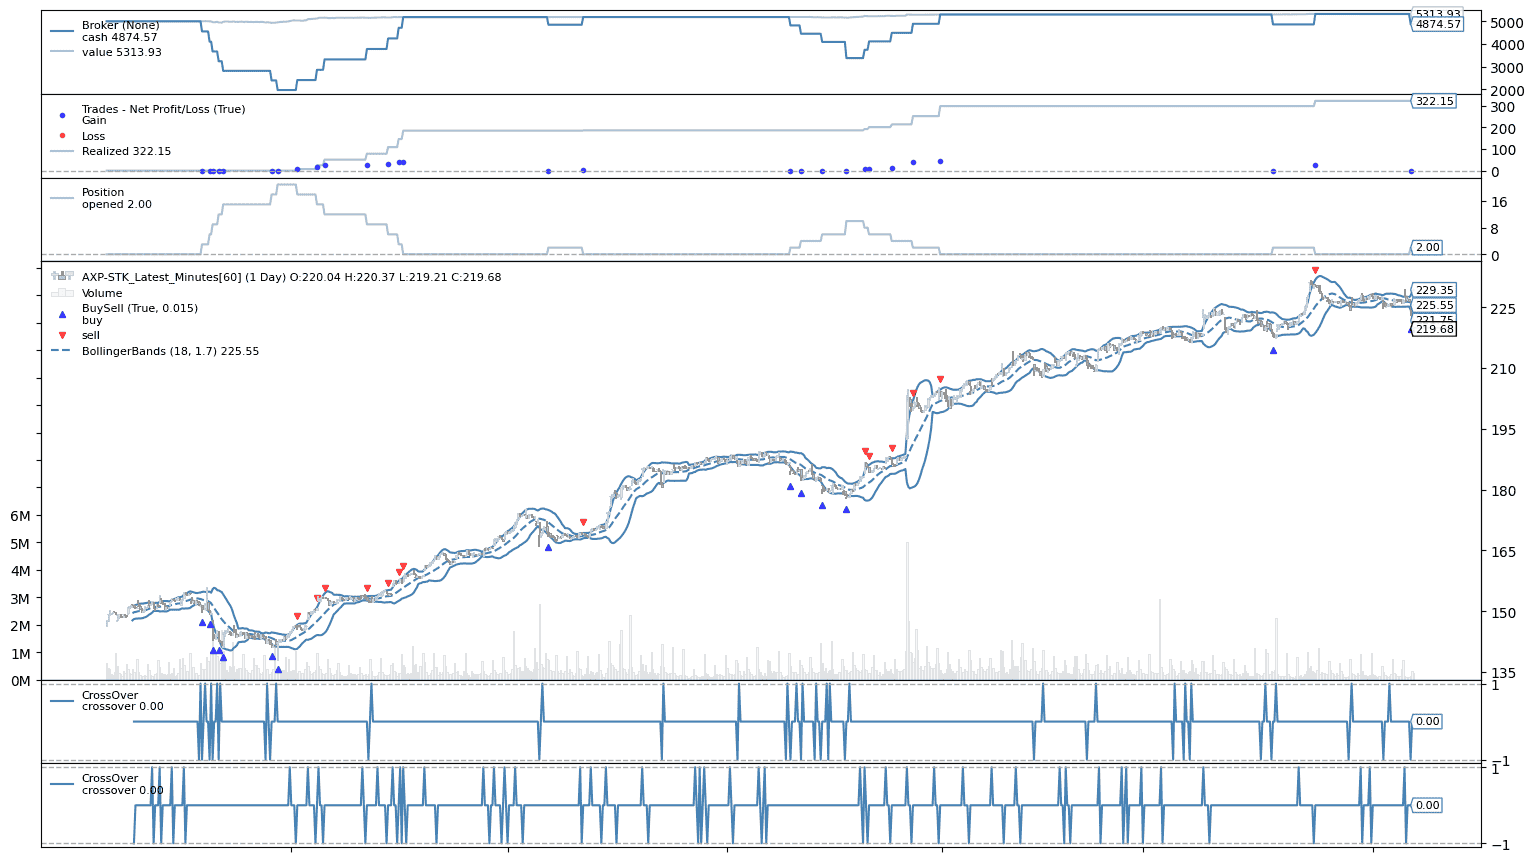 Broker (None)
cash 4874.57
value 5313.93
5313.93
4874.57
5000
4000
3000
2000
Trades - Net Profit/Loss (True)
Gain
Loss
Realized 322.15
322.15
300
200
100
0
Position
opened 2.00
16
8
2.00
0
AXP-STK_Latest_Minutes[60] (1 Day) O:220.04 H:220.37 L:219.21 C:219.68
Volume
BuySell (True, 0.015)
buy
sell
BollingerBands (18, 1.7) 225.55
229.35
225.55
221.75
219.68
225
210
195
180
165
150
135
6M
5M
4M
3M
2M
1M
0M
CrossOver
crossover 0.00
1
0.00
−1
CrossOver
crossover 0.00
1
0.00
−1